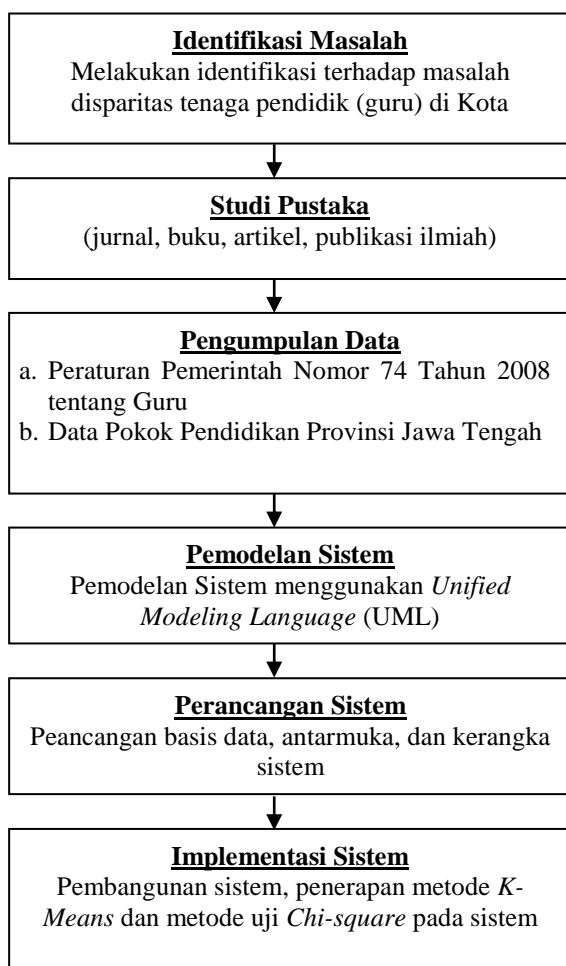 Identifikasi Masalah
Melakukan identifikasi terhadap masalah
disparitas tenaga pendidik (guru) di Kota
Studi Pustaka
(jurnal, buku, artikel, publikasi ilmiah)
Pengumpulan Data
a. Peraturan Pemerintah Nomor 74 Tahun 2008
tentang Guru
b. Data Pokok Pendidikan Provinsi Jawa Tengah
Pemodelan Sistem
Pemodelan Sistem menggunakan Unified
Modeling Language (UML)
Perancangan Sistem
Peancangan basis data, antarmuka, dan kerangka
sistem
Implementasi Sistem
Pembangunan sistem, penerapan metode K-
Means dan metode uji Chi-square pada sistem